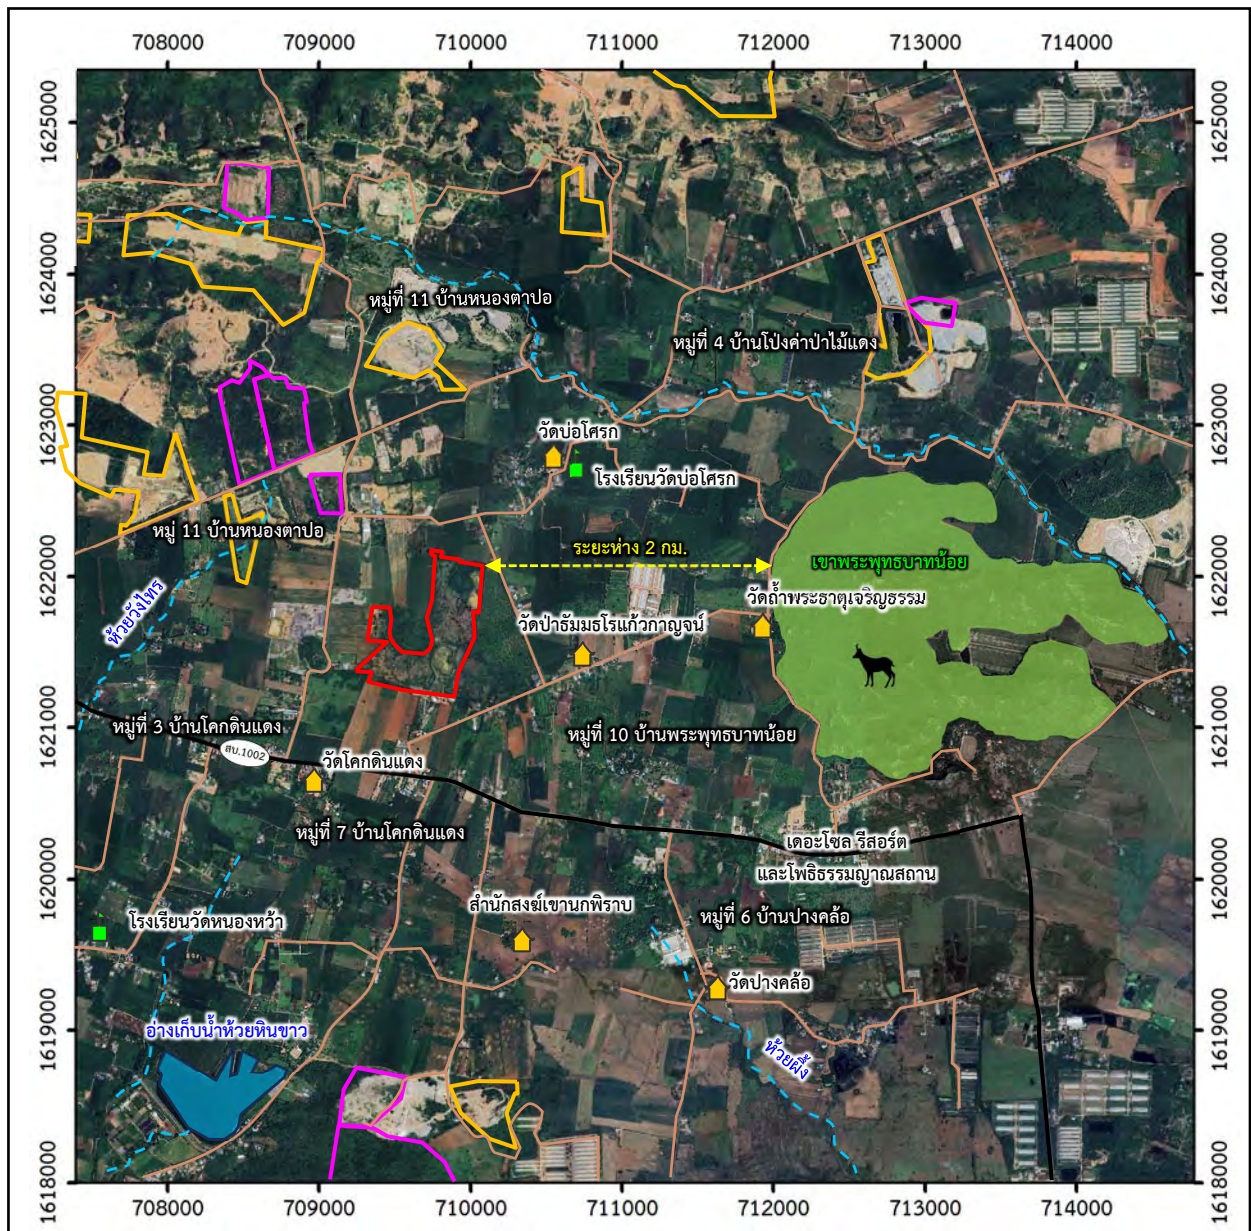 708000 709000 710000 711000 712000 713000 714000
1625000 1625000
1624000 1624000
หมู่ที่ 11 บ้านหนองตาปอ
หมู่ที่ 4 บ้านโป่งค่าป่าไม้แดง
1623000 1623000
วัดบ่อโศรก
โรงเรียนวัดบ่อโศรก
หมู่ 11 บ้านหนองตาปอ
ระยะห่าง 2 กม.
เขาพระพุทธบาทน้อย
1622000 1622000
วัดถ้ำพระธาตุเจริญธรรม
ห้วยวังไทร
วัดป่าธัมมธโรแก้วกาญจน์
1621000 1621000
หมู่ที่ 3 บ้านโคกดินแดง
หมู่ที่ 10 บ้านพระพุทธบาทน้อย
สบ.1002
วัดโคกดินแดง
หมู่ที่ 7 บ้านโคกดินแดง
เดอะโซล รีสอร์ต
และโพธิธรรมญาณสถาน
1620000 1620000
สำนักสงฆ์เขานกพิราบ
โรงเรียนวัดหนองหว้า
หมู่ที่ 6 บ้านปางคล้อ
วัดปางคล้อ
1619000 1619000
อ่างเก็บน้ำห้วยหินขาว
ห้วยผึ้ง
1618000 1618000
708000 709000 710000 711000 712000 713000 714000